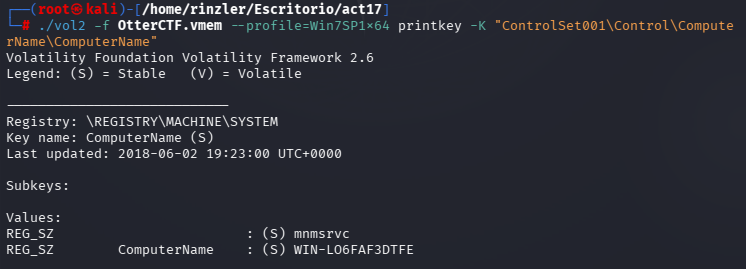 ┌──(root㉿kali)-[/home/rinzler/Escritorio/act17]
└─# ./vol2 -f OtterCTF.vmem --profile=Win7SP1×64 printkey -K "ControlSet001\Control\Compute
rName\ComputerName"
Volatility Foundation Volatility Framework 2.6
Legend: (S) = Stable   (V) = Volatile

----------------------------
Registry: \REGISTRY\MACHINE\SYSTEM
Key name: ComputerName (S)
Last updated: 2018-06-02 19:23:00 UTC+0000

Subkeys:

Values:
REG_SZ                        : (S) mnmsrvc
REG_SZ        ComputerName    : (S) WIN-LO6FAF3DTFE